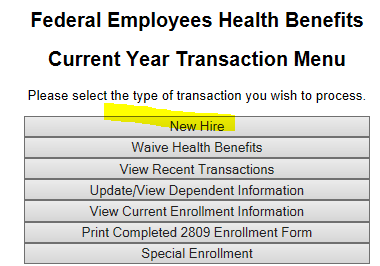 Federal Employees Health Benefits
Current Year Transaction Menu
Please select the type of transaction you wish to process.
New Hire
Waive Health Benefits
View Recent Transactions
Update/View Dependent Information
View Current Enrollment Information
Print Completed 2809 Enrollment Form
Special Enrollment